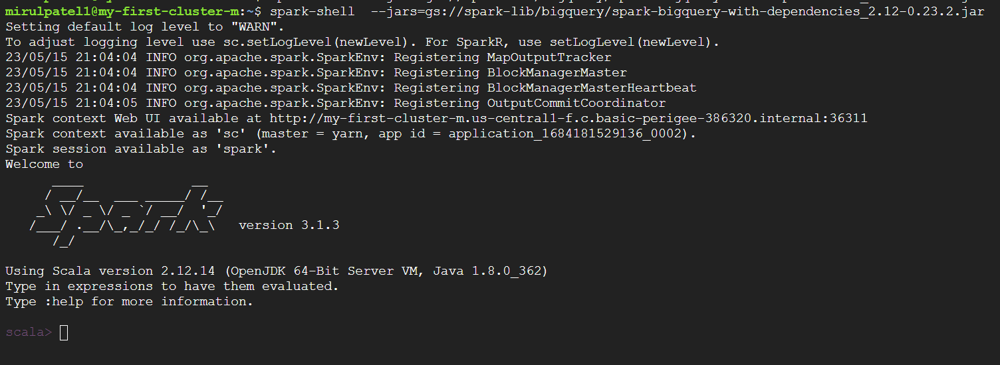 mirulpatel1@my-first-cluster-m:~$ spark-shell  --jars=gs://spark-lib/bigquery/spark-bigquery-with-dependencies_2.12-0.23.2.jar
Setting default log level to "WARN".
To adjust logging level use sc.setLogLevel(newLevel). For SparkR, use setLogLevel(newLevel).
23/05/15 21:04:04 INFO org.apache.spark.SparkEnv: Registering MapOutputTracker
23/05/15 21:04:04 INFO org.apache.spark.SparkEnv: Registering BlockManagerMaster
23/05/15 21:04:04 INFO org.apache.spark.SparkEnv: Registering BlockManagerMasterHeartbeat
23/05/15 21:04:05 INFO org.apache.spark.SparkEnv: Registering OutputCommitCoordinator
Spark context Web UI available at http://my-first-cluster-m.us-central1-f.c.basic-perigee-386320.internal:36311
Spark context available as 'sc' (master = yarn, app id = application_1684181529136_0002).
Spark session available as 'spark'.
Welcome to
      ____              __
     / __/__  ___ _____/ /__
    _\ \/ _ \/ _ `/ __/  '_/
   /___/ .__/\_,_/_/ /_/\_\   version 3.1.3
      /_/
Using Scala version 2.12.14 (OpenJDK 64-Bit Server VM, Java 1.8.0_362)
Type in expressions to have them evaluated.
Type :help for more information.
scala>